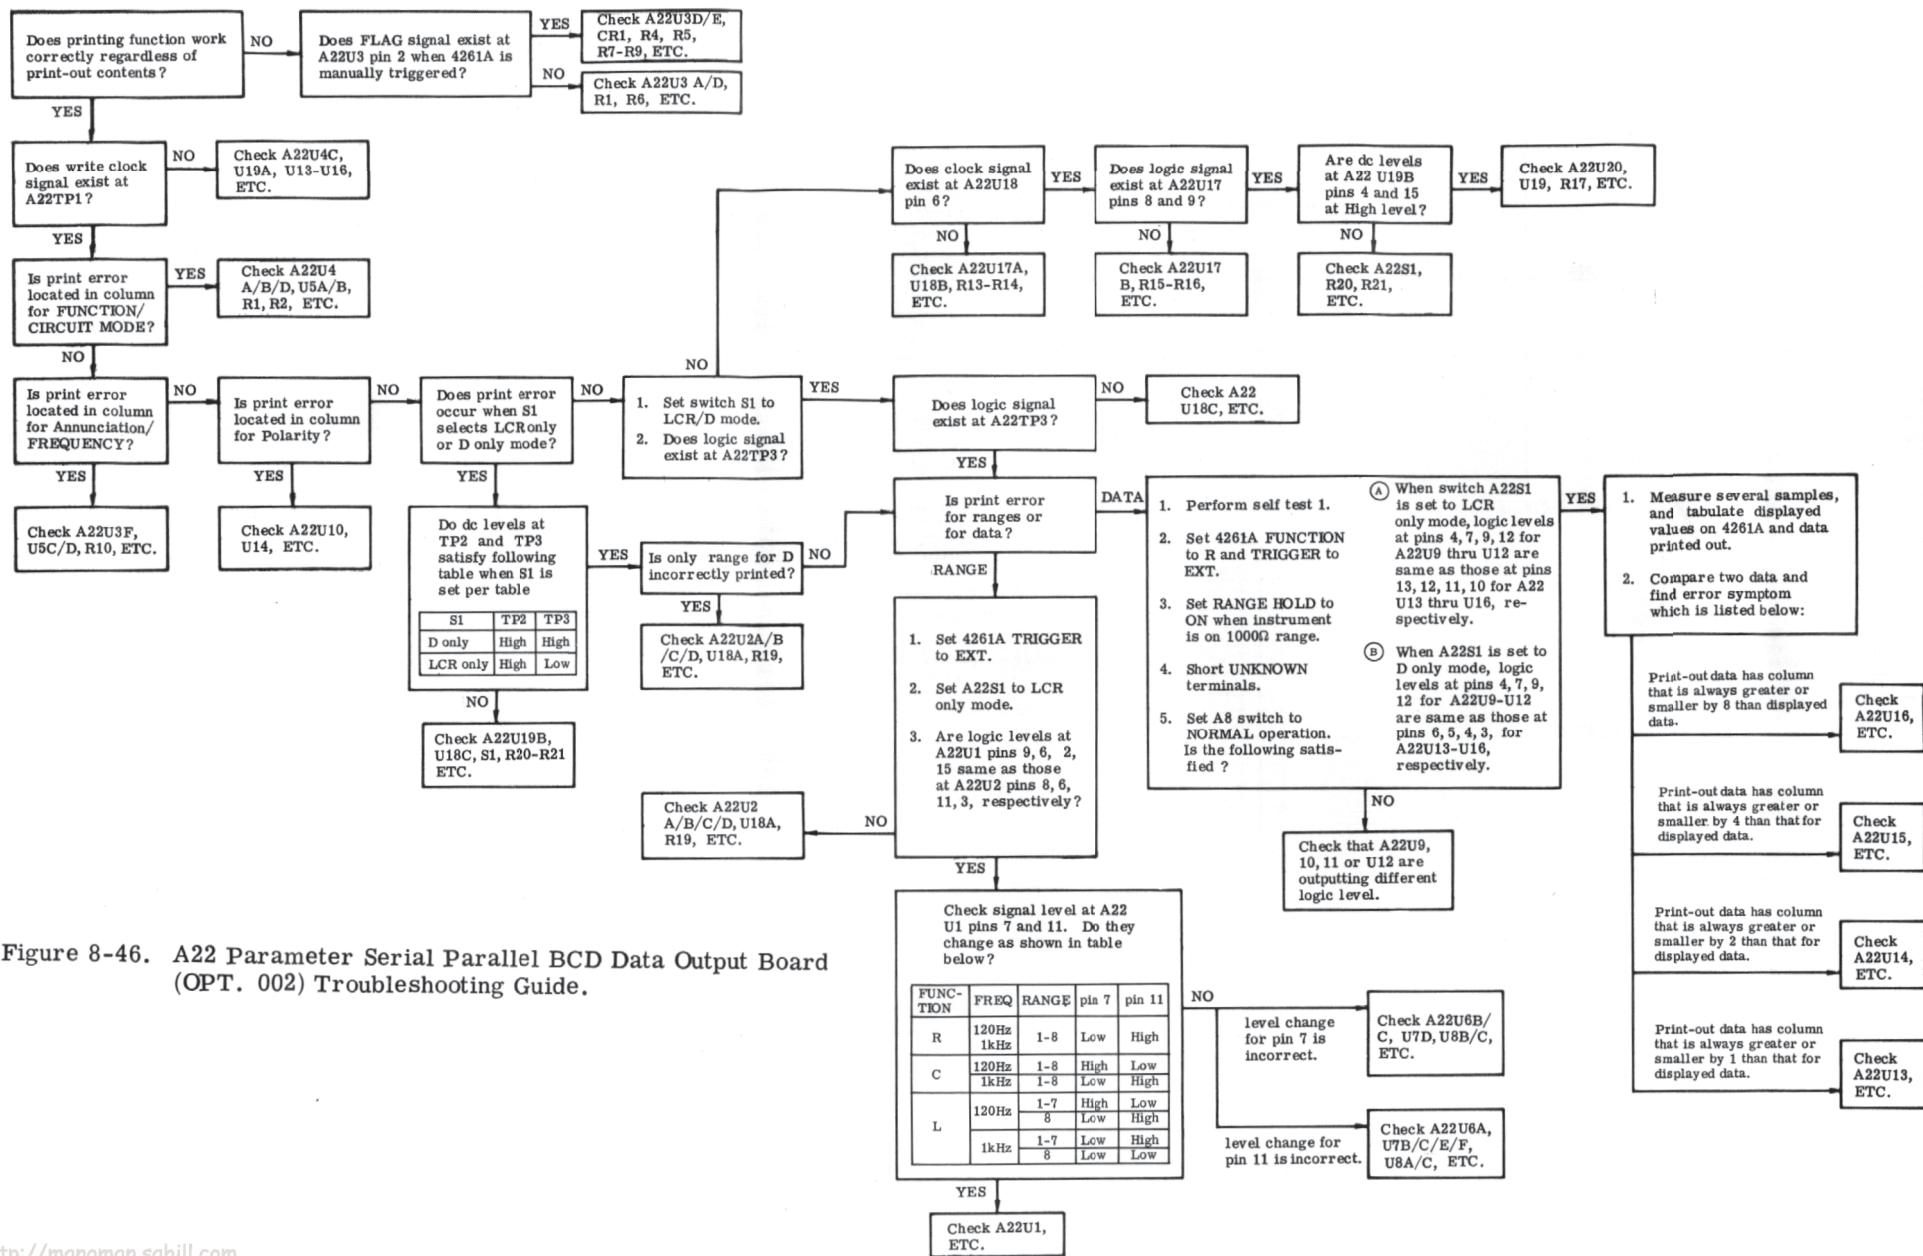 Does printing function work
correctly regardless of
print-out contents?
NO
Does FLAG signal exist at
A22U3 pin 2 when 4261A is
manually triggered?
YES
Check A22U3D/E,
CR1, R4, R5,
R7-R9, ETC.
NO
Check A22U3 A/D,
R1, R6, ETC.
YES
Does write clock
signal exist at
A22TP1?
NO
Check A22U4C,
U19A, U13-U16,
ETC.
YES
Is print error
located in column
for FUNCTION/
CIRCUIT MODE?
YES
Check A22U4
A/B/D, U5A/B,
R1, R2, ETC.
NO
Is print error
located in column
for Annunciation/
FREQUENCY?
NO
Is print error
located in column
for Polarity?
NO
Does print error
occur when S1
selects LCRonly
or D only mode?
NO
1. Set switch S1 to
LCR/D mode.
2. Does logic signal
exist at A22TP3?
NO
Does clock signal
exist at A22U18
pin 6?
YES
Does logic signal
exist at A22U17
pins 8 and 9?
YES
Are dc levels
at A22 U19B
pins 4 and 15
at High level?
YES
Check A22U20,
U19, R17, ETC.
NO
Check A22U17A,
U18B, R13-R14,
ETC.
NO
Check A22U17
B, R15-R16,
ETC.
NO
Check A22S1,
R20, R21,
ETC.
YES
Does logic signal
exist at A22TP3?
NO
Check A22
U18C, ETC.
YES
Check A22U3F,
U5C/D, R10, ETC.
YES
Check A22U10,
U14, ETC.
YES
Do dc levels at
TP2 and TP3
satisfy following
table when S1 is
set per table
S1 TP2 TP3
D only High High
LCR only High Low
YES
Is only range for D
incorrectly printed?
NO
YES
Check A22U2A/B
/C/D, U18A, R19,
ETC.
NO
Check A22U19B,
U18C, S1, R20-R21
ETC.
YES
Is print error
for ranges or
for data?
DATA
1. Perform self test 1.
2. Set 4261A FUNCTION
to R and TRIGGER to
EXT.
3. Set RANGE HOLD to
ON when instrument
is on 1000Ω range.
4. Short UNKNOWN
terminals.
5. Set A8 switch to
NORMAL operation.
Is the following satis-
fied ?
Ⓐ When switch A22S1
is set to LCR
only mode, logic levels
at pins 4, 7, 9, 12 for
A22U9 thru U12 are
same as those at pins
13, 12, 11, 10 for A22
U13 thru U16, re-
spectively.
Ⓑ When A22S1 is set to
D only mode, logic
levels at pins 4, 7, 9,
12 for A22U9-U12
are same as those at
pins 6, 5, 4, 3, for
A22U13-U16,
respectively.
YES
1. Measure several samples,
and tabulate displayed
values on 4261A and data
printed out.
2. Compare two data and
find error symptom
which is listed below:
Print-out data has column
that is always greater or
smaller by 8 than displayed
data.
Check
A22U16,
ETC.
Print-out data has column
that is always greater or
smaller by 4 than that for
displayed data.
Check
A22U15,
ETC.
Print-out data has column
that is always greater or
smaller by 2 than that for
displayed data.
Check
A22U14,
ETC.
Print-out data has column
that is always greater or
smaller by 1 than that for
displayed data.
Check
A22U13,
ETC.
NO
Check that A22U9,
10, 11 or U12 are
outputting different
logic level.
RANGE
1. Set 4261A TRIGGER
to EXT.
2. Set A22S1 to LCR
only mode.
3. Are logic levels at
A22U1 pins 9, 6, 2,
15 same as those
at A22U2 pins 8, 6,
11, 3, respectively?
NO
Check A22U2
A/B/C/D, U18A,
R19, ETC.
YES
Check signal level at A22
U1 pins 7 and 11. Do they
change as shown in table
below?
FUNC-
TION FREQ RANGE pin 7 pin 11
R 120Hz 1kHz 1-8 Low High
C 120Hz 1-8 High Low
1kHz 1-8 Low High
L 120Hz 1-7 High Low
8 Low High
1kHz 1-7 Low High
8 Low Low
NO
level change
for pin 7 is
incorrect.
Check A22U6B/
C, U7D, U8B/C,
ETC.
level change for
pin 11 is incorrect.
Check A22U6A,
U7B/C/E/F,
U8A/C, ETC.
YES
Check A22U1,
ETC.
Figure 8-46. A22 Parameter Serial Parallel BCD Data Output Board
(OPT. 002) Troubleshooting Guide.
tp://manoman.sqhill.com